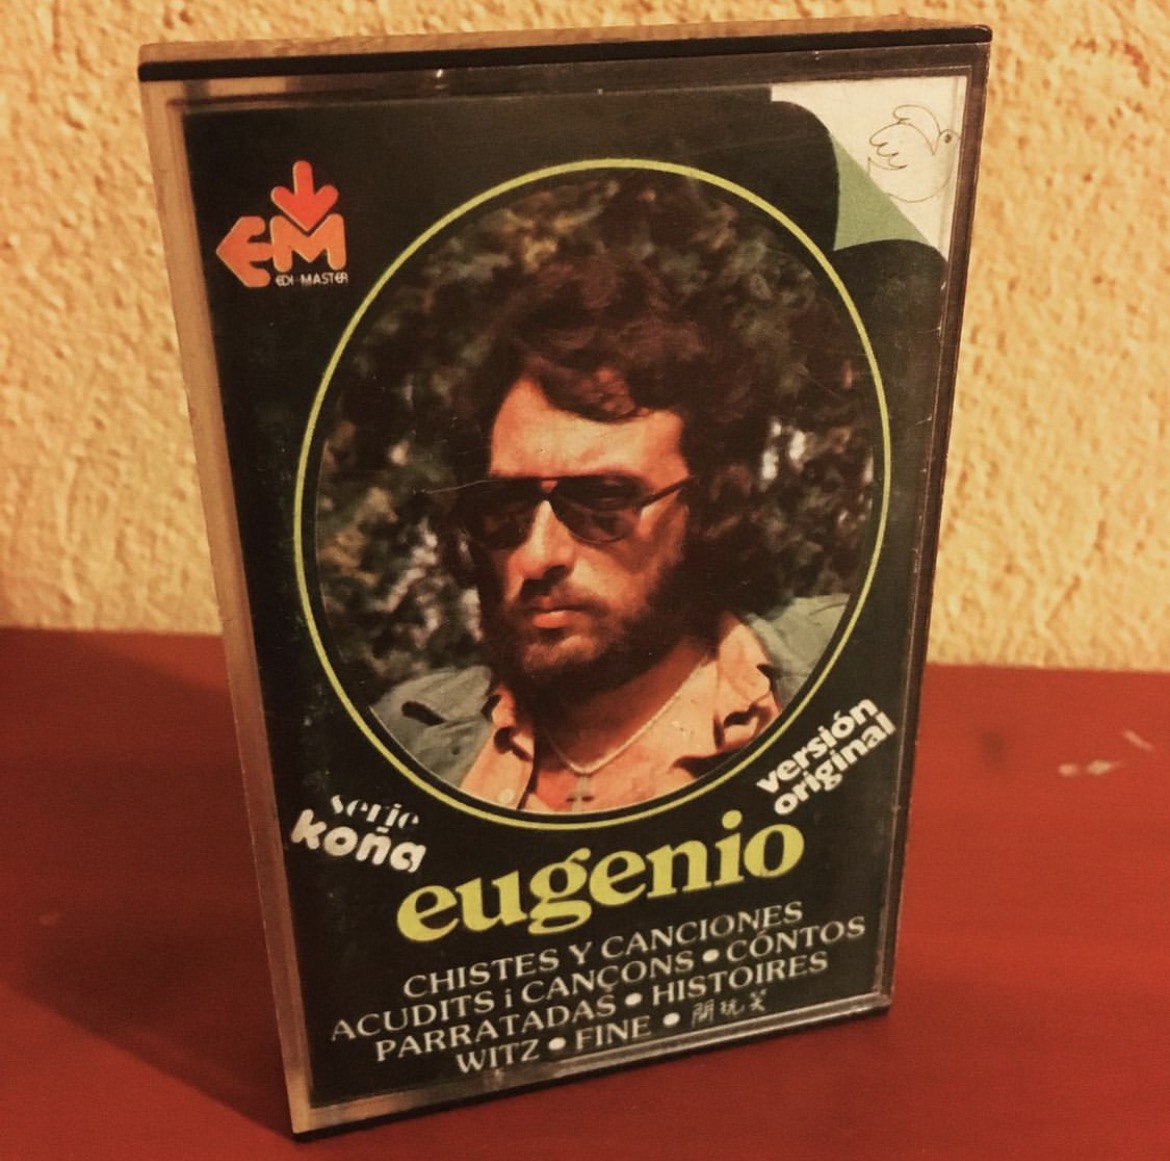 EM
EDI-MASTER
versión
original
serie
koña
eugenio
CHISTES Y CANCIONES
ACUDITS i CANÇONS • CÓNTOS
PARRATADAS • HISTOIRES
WITZ • FINE • 開玩笑